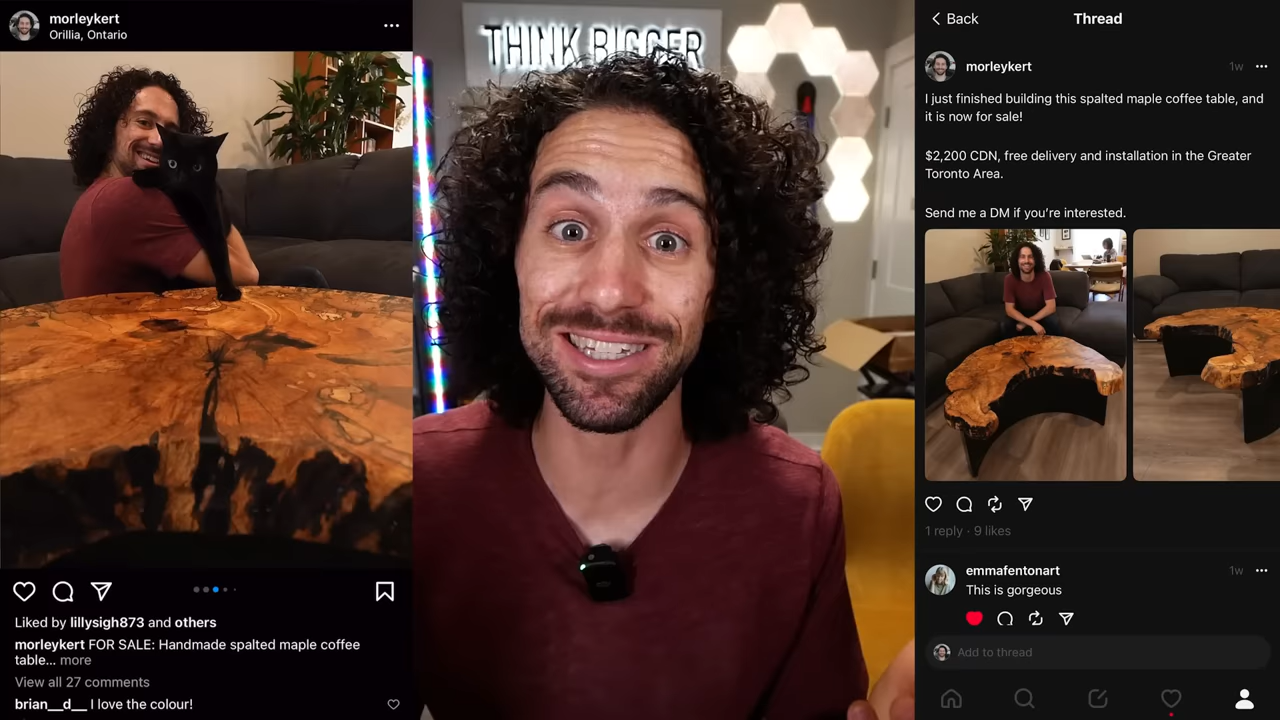 morleykert
Orillia, Ontario
Liked by lillysigh873 and others
morleykert FOR SALE: Handmade spalted maple coffee
table... more
View all 27 comments
brian__d__ I love the colour!
THINK BIGGER
Back
Thread
morleykert
1w
I just finished building this spalted maple coffee table, and
it is now for sale!
$2,200 CDN, free delivery and installation in the Greater
Toronto Area.
Send me a DM if you’re interested.
1 reply · 9 likes
emmafentonart
1w
This is gorgeous
Add to thread